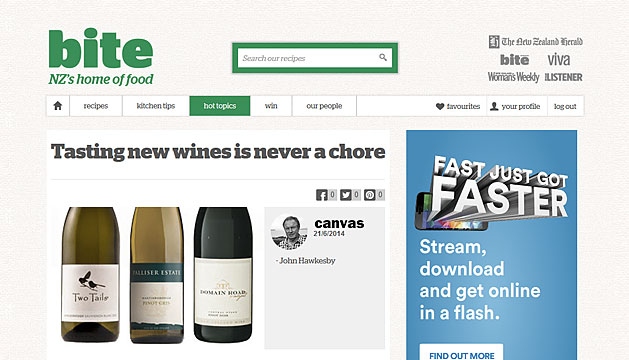 bite
NZ's home of food
Search our recipes
The New Zealand Herald
bite
viva
Woman's Weekly
THE LISTENER
recipes
kitchen tips
hot topics
win
our people
favourites
your profile
log out
Tasting new wines is never a chore
0
0
0
Two Tails
PALLISER ESTATE
PINOT GRIS
DOMAIN ROAD
canvas
21/6/2014
- John Hawkesby
FAST JUST GOT
FASTER
Stream,
download
and get online
in a flash.
FIND OUT MORE